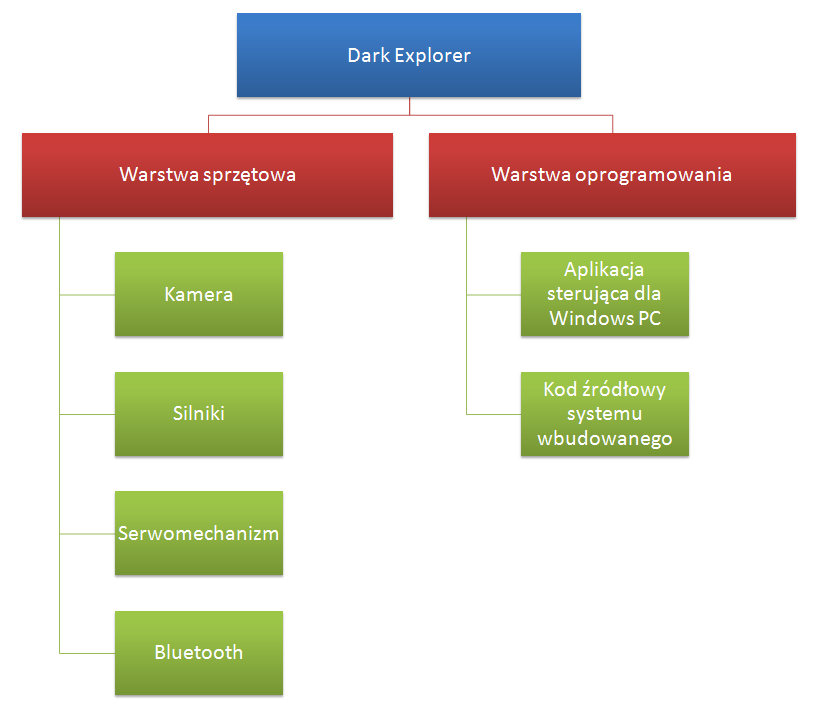 Dark Explorer
Warstwa sprzętowa
Kamera
Silniki
Serwomechanizm
Bluetooth
Warstwa oprogramowania
Aplikacja
sterująca dla
Windows PC
Kod źródłowy
systemu
wbudowanego